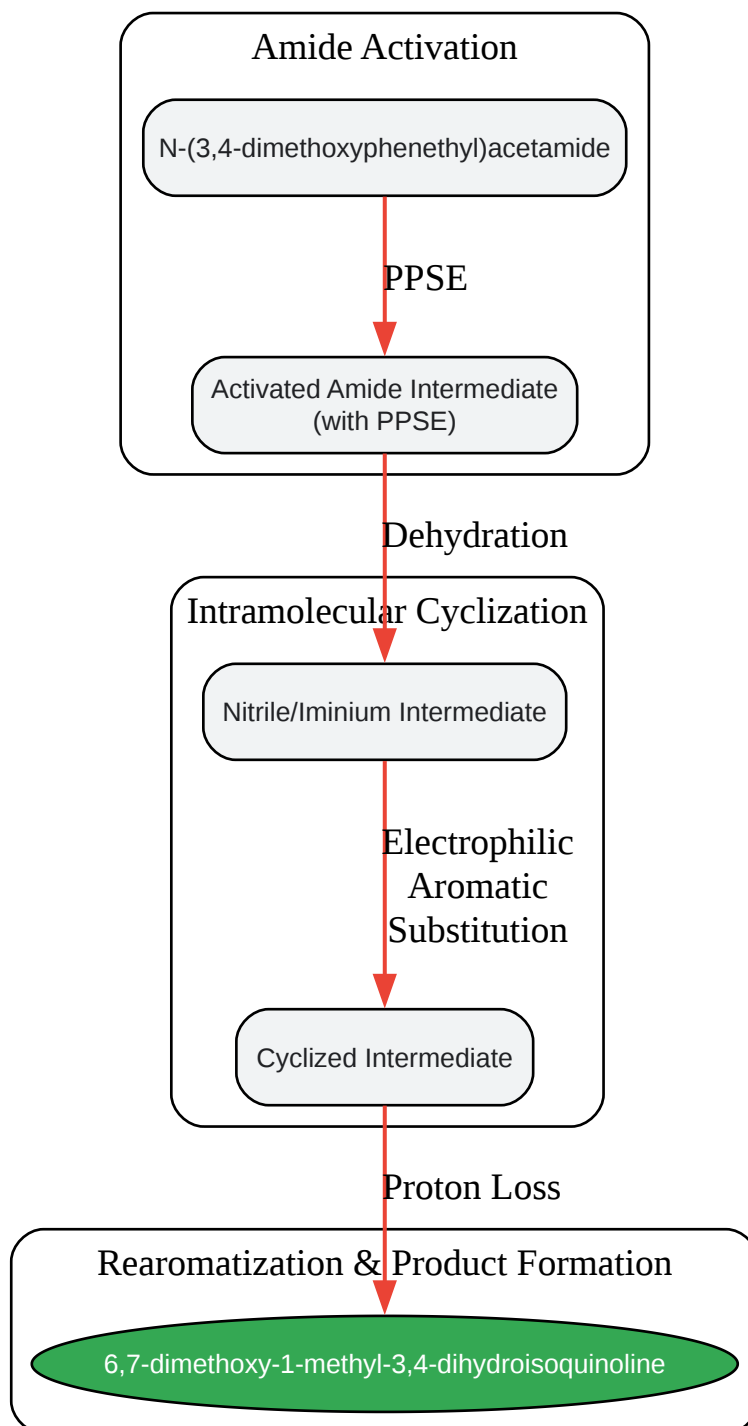 Amide Activation
N-(3,4-dimethoxyphenethyl)acetamide
PPSE
Activated Amide Intermediate
(with PPSE)
Dehydration
Intramolecular Cyclization
Nitrile/Iminium Intermediate
Electrophilic
Aromatic
Substitution
Cyclized Intermediate
Proton Loss
Rearomatization & Product Formation
6,7-dimethoxy-1-methyl-3,4-dihydroisoquinoline